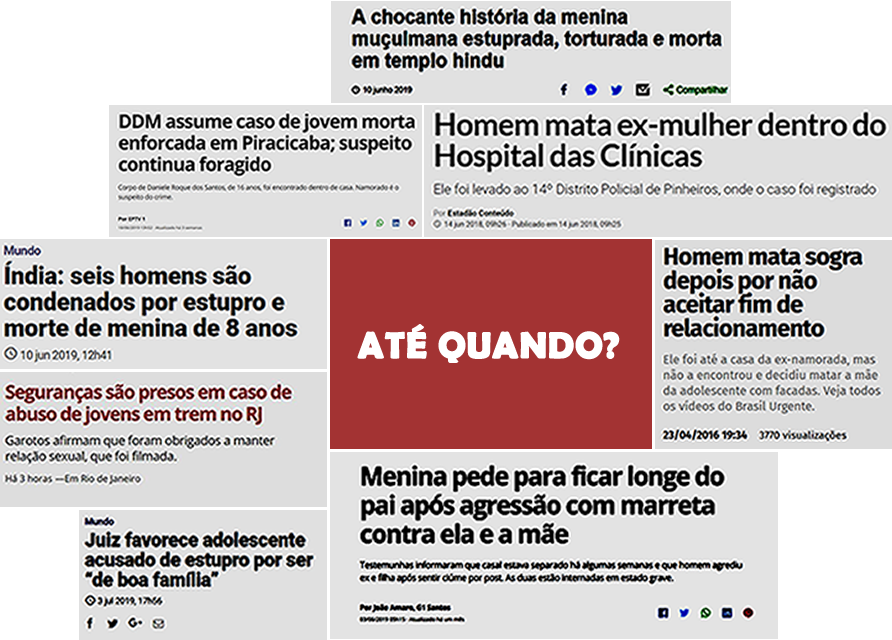 A chocante história da menina
muçulmana estuprada, torturada e morta
em templo hindu
10 junho 2019
Compartilhar
DDM assume caso de jovem morta
enforcada em Piracicaba; suspeito
continua foragido
Corpo de Daniele Roque dos Santos, de 16 anos, foi encontrado dentro de casa. Namorado é o
suspeito do crime.
Por EPTV 1
Homem mata ex-mulher dentro do
Hospital das Clínicas
Ele foi levado ao 14º Distrito Policial de Pinheiros, onde o caso foi registrado
Por Estadão Conteúdo
14 jun 2018, 09h26 - Publicado em 14 jun 2018, 09h25
Mundo
Índia: seis homens são
condenados por estupro e
morte de menina de 8 anos
10 jun 2019, 12h41
ATÉ QUANDO?
Homem mata sogra
depois por não
aceitar fim de
relacionamento
Ele foi até a casa da ex-namorada, mas
não a encontrou e decidiu matar a mãe
da adolescente com facadas. Veja todos
os vídeos do Brasil Urgente.
23/04/2016 19:34 3770 visualizações
Seguranças são presos em caso de
abuso de jovens em trem no RJ
Garotos afirmam que foram obrigados a manter
relação sexual, que foi filmada.
Há 3 horas —Em Rio de Janeiro
Menina pede para ficar longe do
pai após agressão com marreta
contra ela e a mãe
Testemunhas informaram que casal estava separado há algumas semanas e que homem agrediu
ex e filha após sentir ciúme por post. As duas estão internadas em estado grave.
Por João Amaro, G1 Santos
03/06/2019 09h15 · Atualizado há um mês
Mundo
Juiz favorece adolescente
acusado de estupro por ser
“de boa família”
3 jul 2019, 17h56